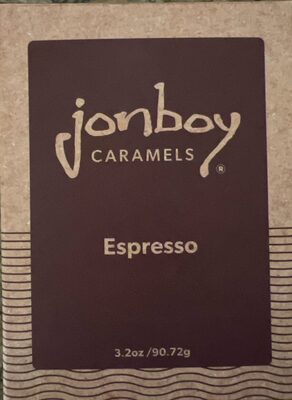 jonboy
CARAMELS
®
Espresso
3.2oz /90.72g